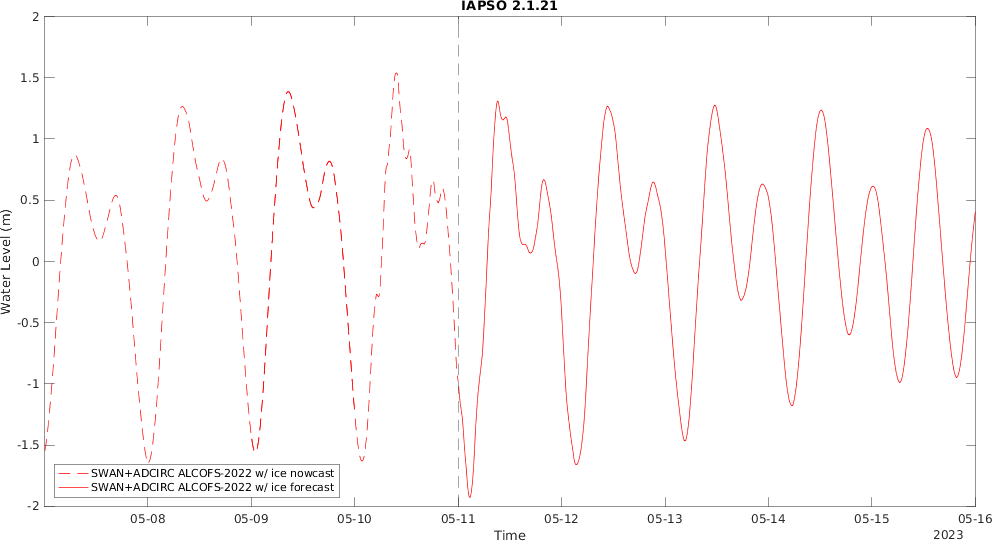 IAPSO 2.1.21
2
1.5
1
0.5
0
-0.5
-1
-1.5
-2
Water Level (m)
SWAN+ADCIRC ALCOFS-2022 w/ ice nowcast
SWAN+ADCIRC ALCOFS-2022 w/ ice forecast
05-08 05-09 05-10 05-11 05-12 05-13 05-14 05-15 05-16
Time
2023